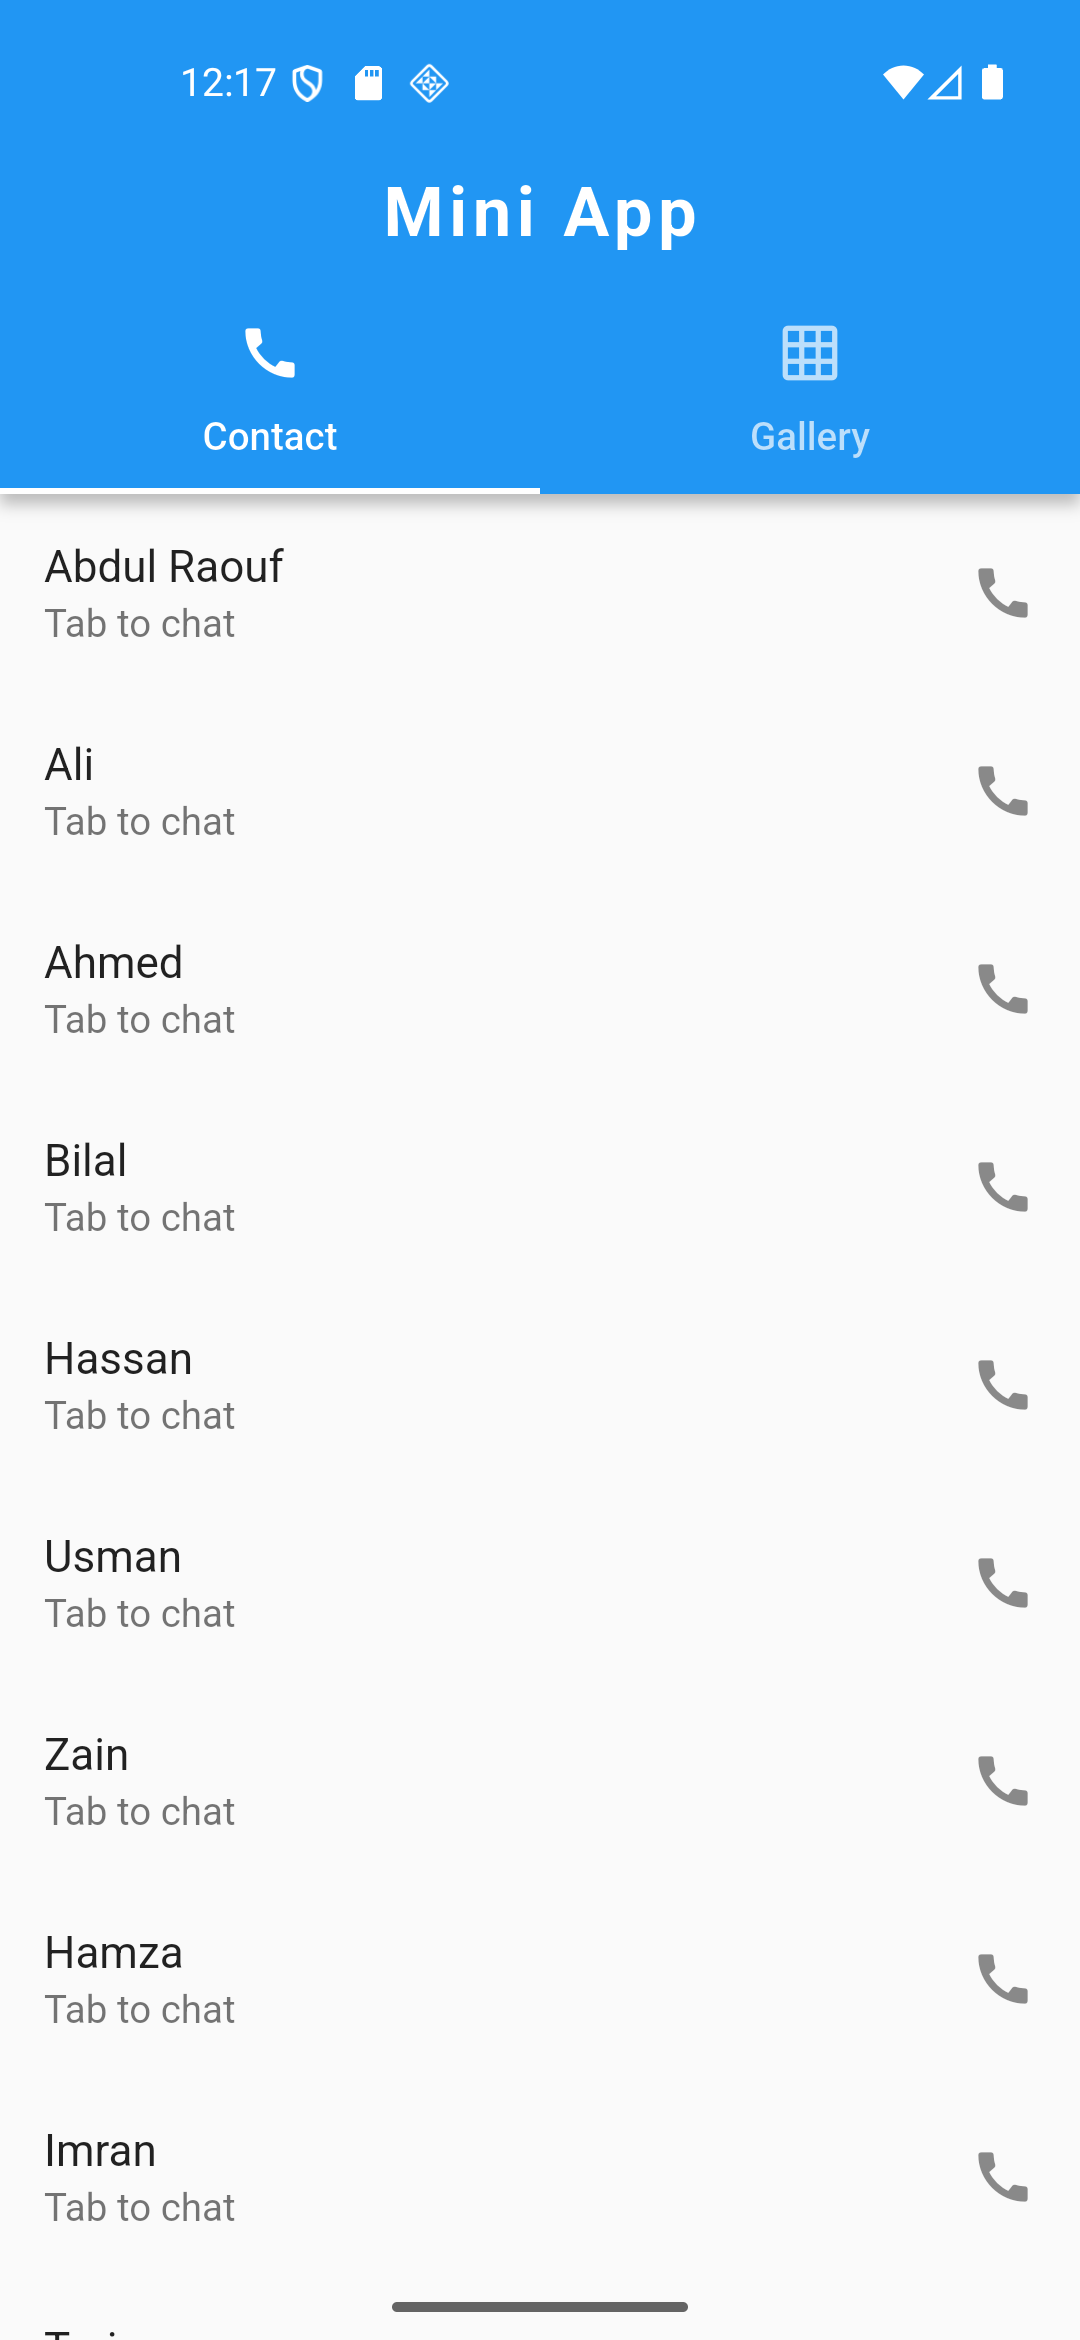 12:17
Mini App
Contact
Gallery
Abdul Raouf
Tab to chat
Ali
Tab to chat
Ahmed
Tab to chat
Bilal
Tab to chat
Hassan
Tab to chat
Usman
Tab to chat
Zain
Tab to chat
Hamza
Tab to chat
Imran
Tab to chat